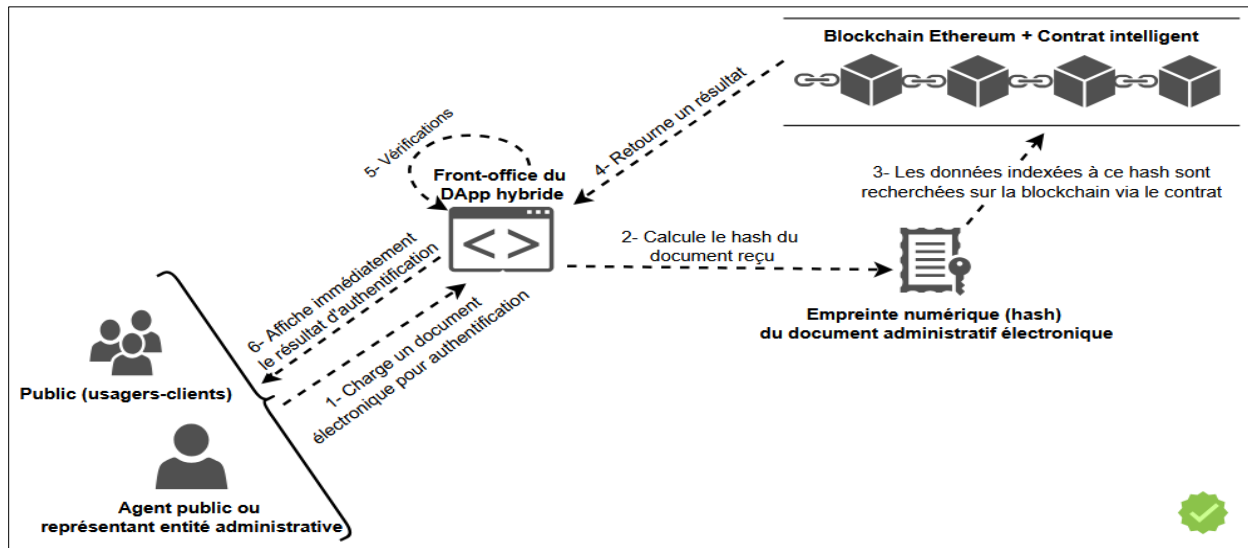 Blockchain Ethereum + Contrat intelligent
4- Retourne un résultat
5- Vérifications
Front-office du
DApp hybride
3- Les données indexées à ce hash sont
recherchées sur la blockchain via le contrat
2- Calcule le hash du
document reçu
Empreinte numérique (hash)
du document administratif électronique
6- Affiche immédiatement
le résultat d'authentification
1- Charge un document
électronique pour authentification
Public (usagers-clients)
Agent public ou
représentant entité administrative